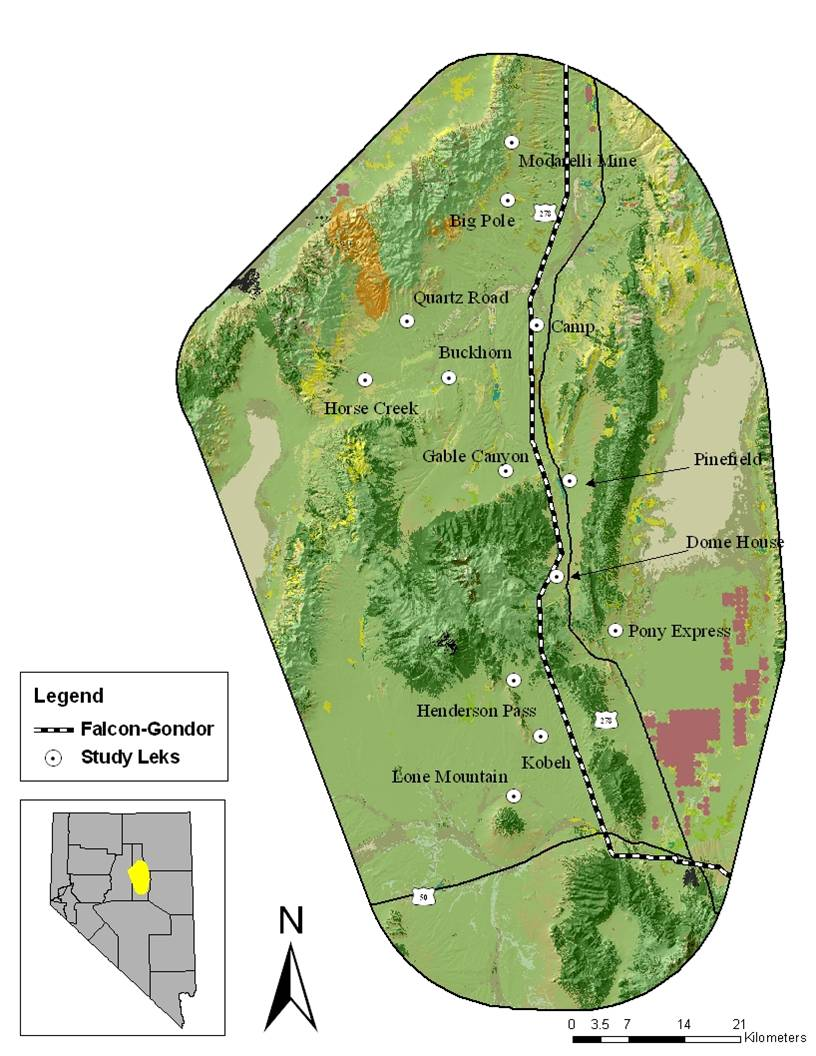 Modarelli Mine
278
Big Pole
Quartz Road
Camp
Buckhorn
Horse Creek
Gable Canyon
Pinefield
Dome House
Pony Express
Henderson Pass
278
Kobeh
Lone Mountain
50
Legend
Falcon-Gondor
Study Leks
N
0 3.5 7 14 21
Kilometers